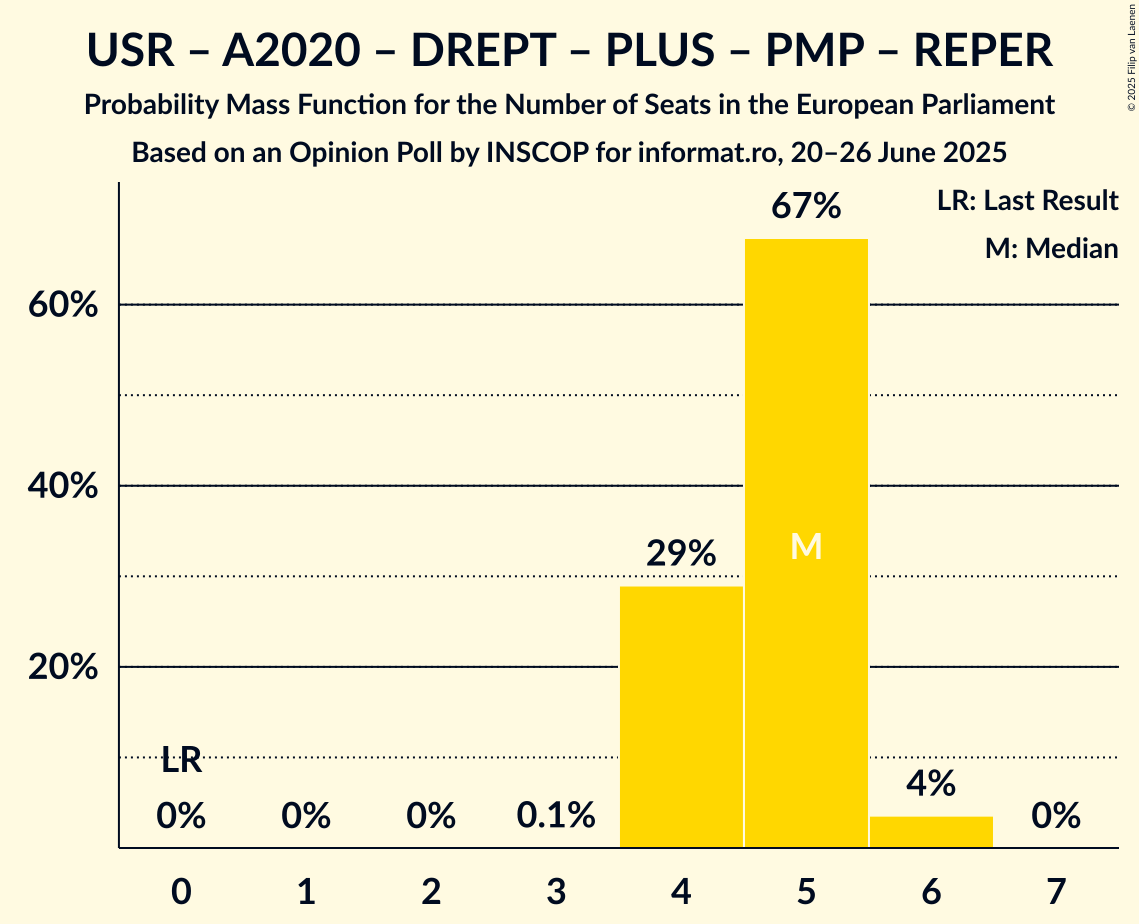 USR – A2020 – DREPT – PLUS – PMP – REPER
Probability Mass Function for the Number of Seats in the European Parliament
Based on an Opinion Poll by INSCOP for informat.ro, 20–26 June 2025
© 2025 Filip van Laenen
LR: Last Result
M: Median
67%
60%
40%
29%
M
20%
LR
0%
0%
0%
0.1%
4%
0%
0 1 2 3 4 5 6 7